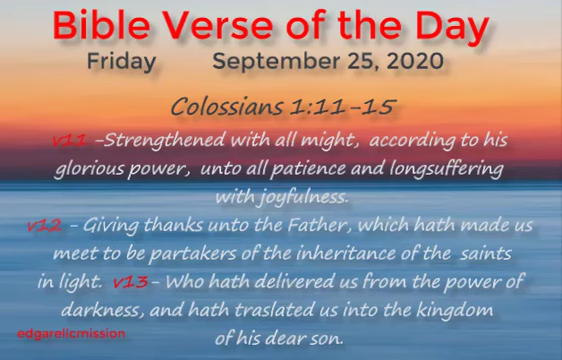 Bible Verse of the Day
Friday September 25, 2020
Colossians 1:11-15
v11 -Strengthened with all might, according to his
glorious power, unto all patience and longsuffering
with joyfulness.
v12 - Giving thanks unto the Father, which hath made us
meet to be partakers of the inheritance of the saints
in light. v13- Who hath delivered us from the power of
darkness, and hath traslated us into the kingdom
of his dear son.
edgarellcmission